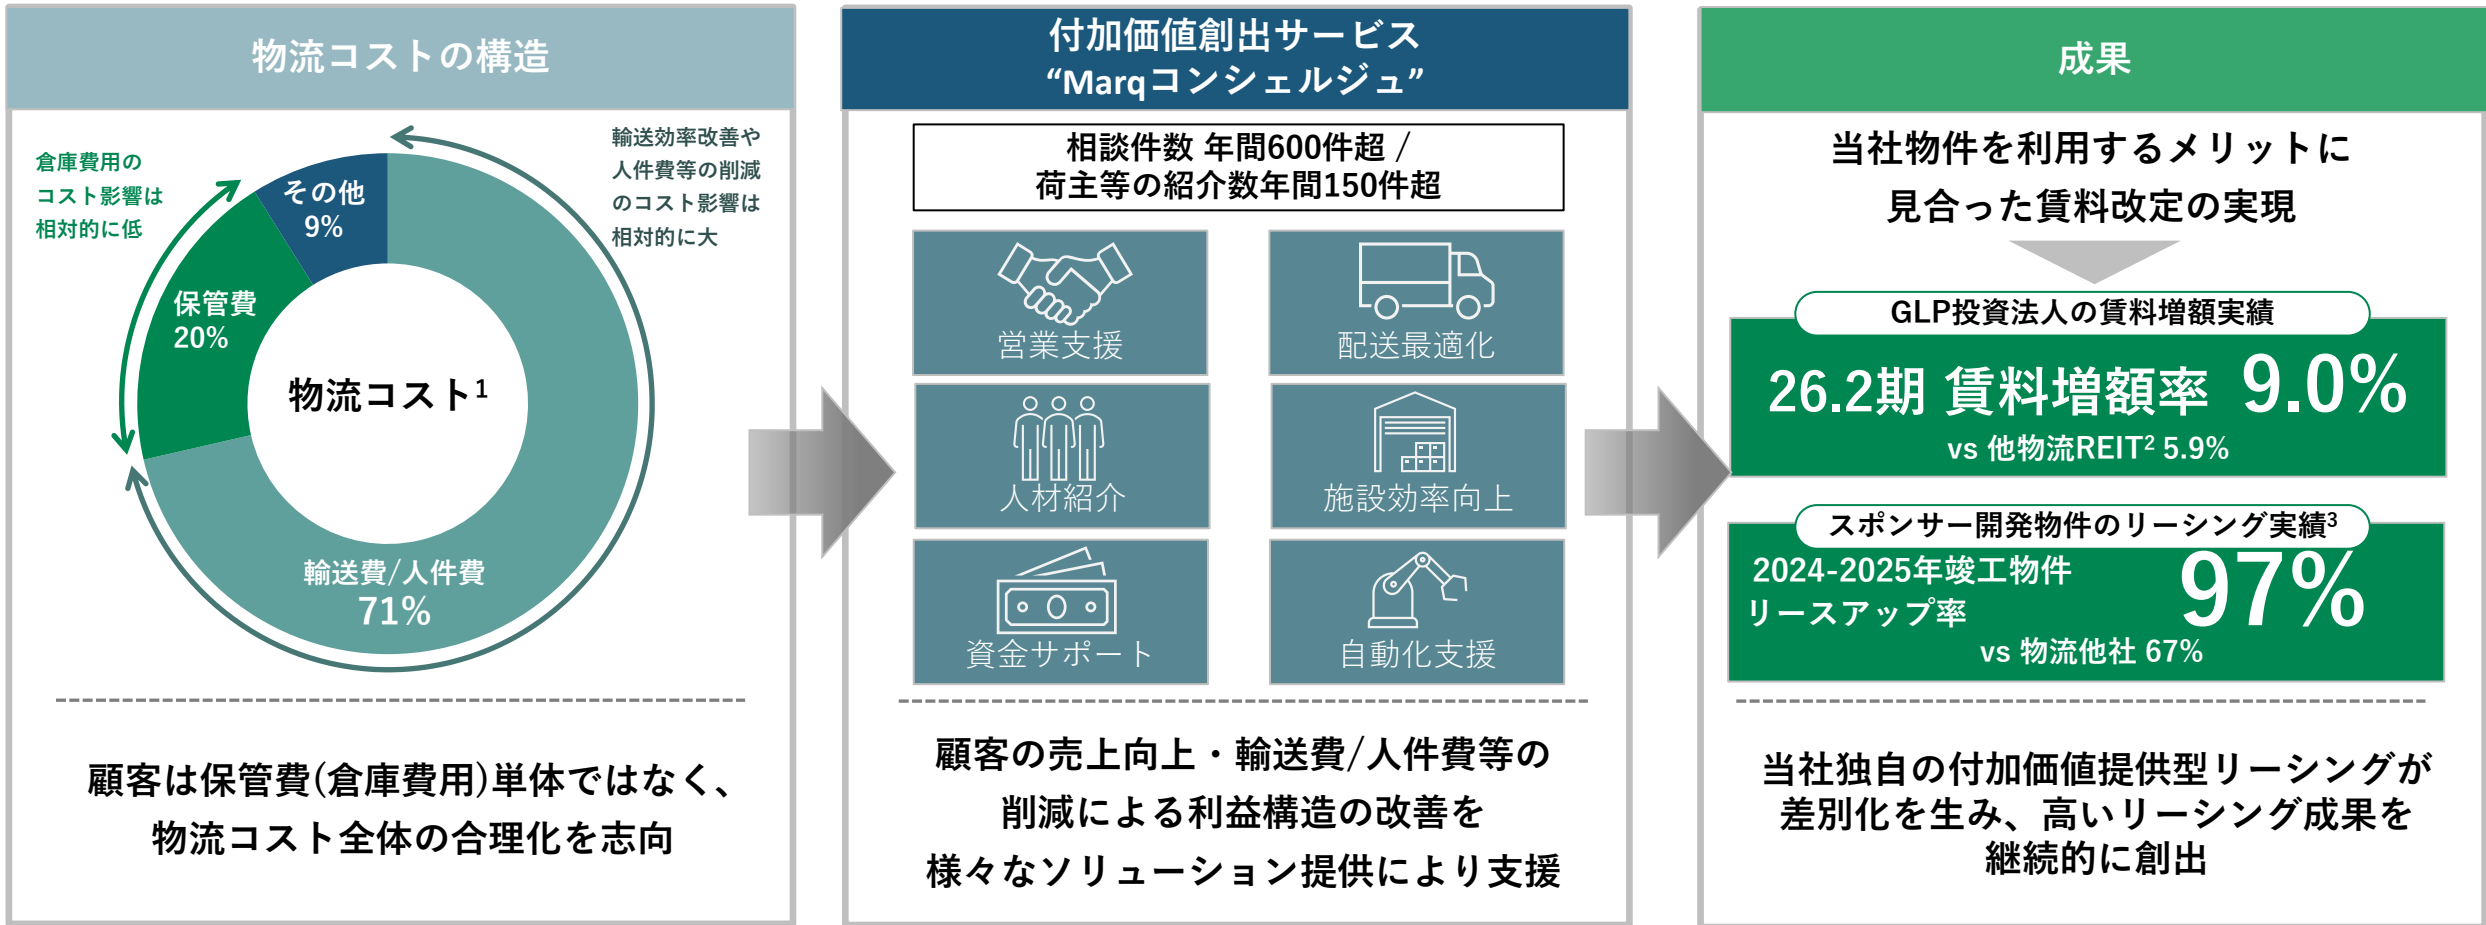 物流コストの構造
倉庫費用の
コスト影響は
相対的に低
輸送効率改善や
人件費等の削減
のコスト影響は
相対的に大
その他
9%
保管費
20%
物流コスト1
輸送費/人件費
71%
顧客は保管費(倉庫費用)単体ではなく、
物流コスト全体の合理化を志向
付加価値創出サービス
“Marqコンシェルジュ”
相談件数 年間600件超 /
荷主等の紹介数年間150件超
営業支援
配送最適化
人材紹介
施設効率向上
資金サポート
自動化支援
顧客の売上向上・輸送費/人件費等の
削減による利益構造の改善を
様々なソリューション提供により支援
成果
当社物件を利用するメリットに
見合った賃料改定の実現
GLP投資法人の賃料増額実績
26.2期 賃料増額率 9.0%
vs 他物流REIT2 5.9%
スポンサー開発物件のリーシング実績3
2024-2025年竣工物件
リースアップ率
97%
vs 物流他社 67%
当社独自の付加価値提供型リーシングが
差別化を生み、高いリーシング成果を
継続的に創出